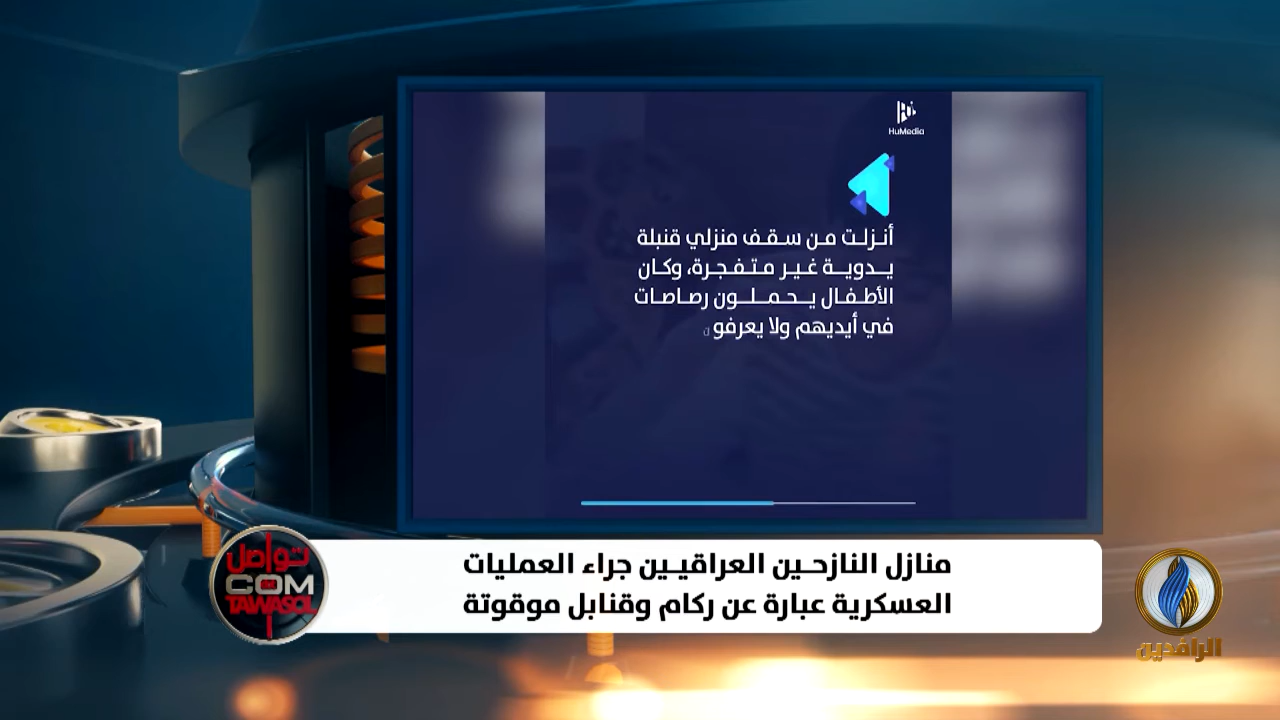 HuMedia
أنزلت من سقف منزلي قنبلة
يدوية غير متفجرة، وكان
الأطفال يحملون رصاصات
في أيديهم ولا يعرفون
منازل النازحين العراقيين جراء العمليات
العسكرية عبارة عن ركام وقنابل موقوتة
تواصل
COM
TAWASOL
الرافدين